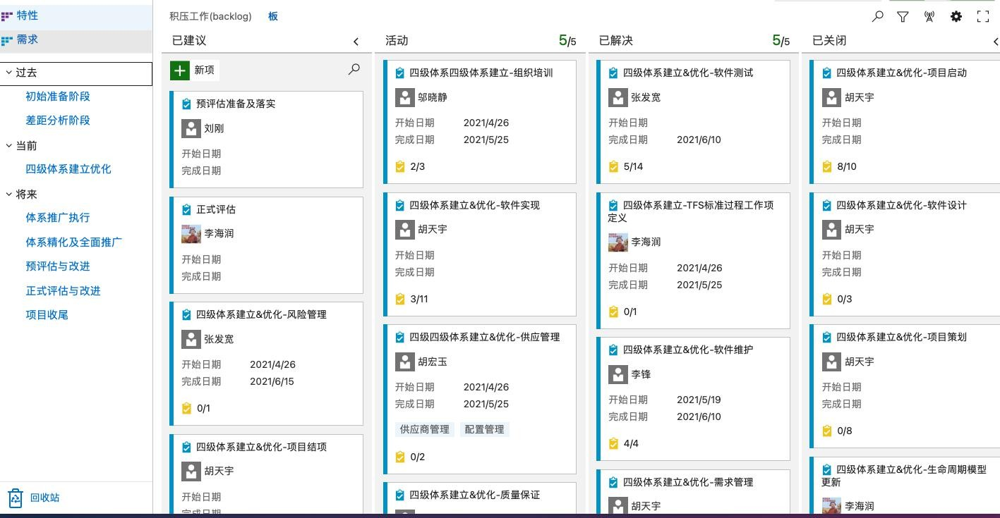 特性
需求
过去
初始准备阶段
差距分析阶段
当前
四级体系建立优化
将来
体系推广执行
体系精化及全面推广
预评估与改进
正式评估与改进
项目收尾
回收站
积压工作(backlog) 板
已建议
新项
预评估准备及落实
刘刚
开始日期
完成日期
正式评估
李海润
开始日期
完成日期
四级体系建立&优化-风险管理
张发宽
开始日期 2021/4/26
完成日期 2021/6/15
0/1
四级体系建立&优化-项目结项
胡天宇
开始日期
完成日期
活动 5/5
四级体系四级体系建立-组织培训
邬晓静
开始日期 2021/4/26
完成日期 2021/5/25
2/3
四级体系建立&优化-软件实现
胡天宇
开始日期
完成日期
3/11
四级四级体系建立&优化-供应管理
胡宏玉
开始日期 2021/4/26
完成日期 2021/5/25
供应商管理 配置管理
0/2
四级体系建立&优化-质量保证
已解决 5/5
四级体系建立&优化-软件测试
张发宽
开始日期
完成日期 2021/6/10
5/14
四级体系建立-TFS标准过程工作项
定义
李海润
开始日期 2021/4/26
完成日期 2021/5/25
0/1
四级体系建立&优化-软件维护
李锋
开始日期 2021/5/19
完成日期 2021/6/10
4/4
四级体系建立&优化-需求管理
胡天宇
已关闭
四级体系建立&优化-项目启动
胡天宇
开始日期
完成日期
8/10
四级体系建立&优化-软件设计
胡天宇
开始日期
完成日期
0/3
四级体系建立&优化-项目策划
胡天宇
开始日期
完成日期
0/8
四级体系建立&优化-生命周期模型
更新
李海润